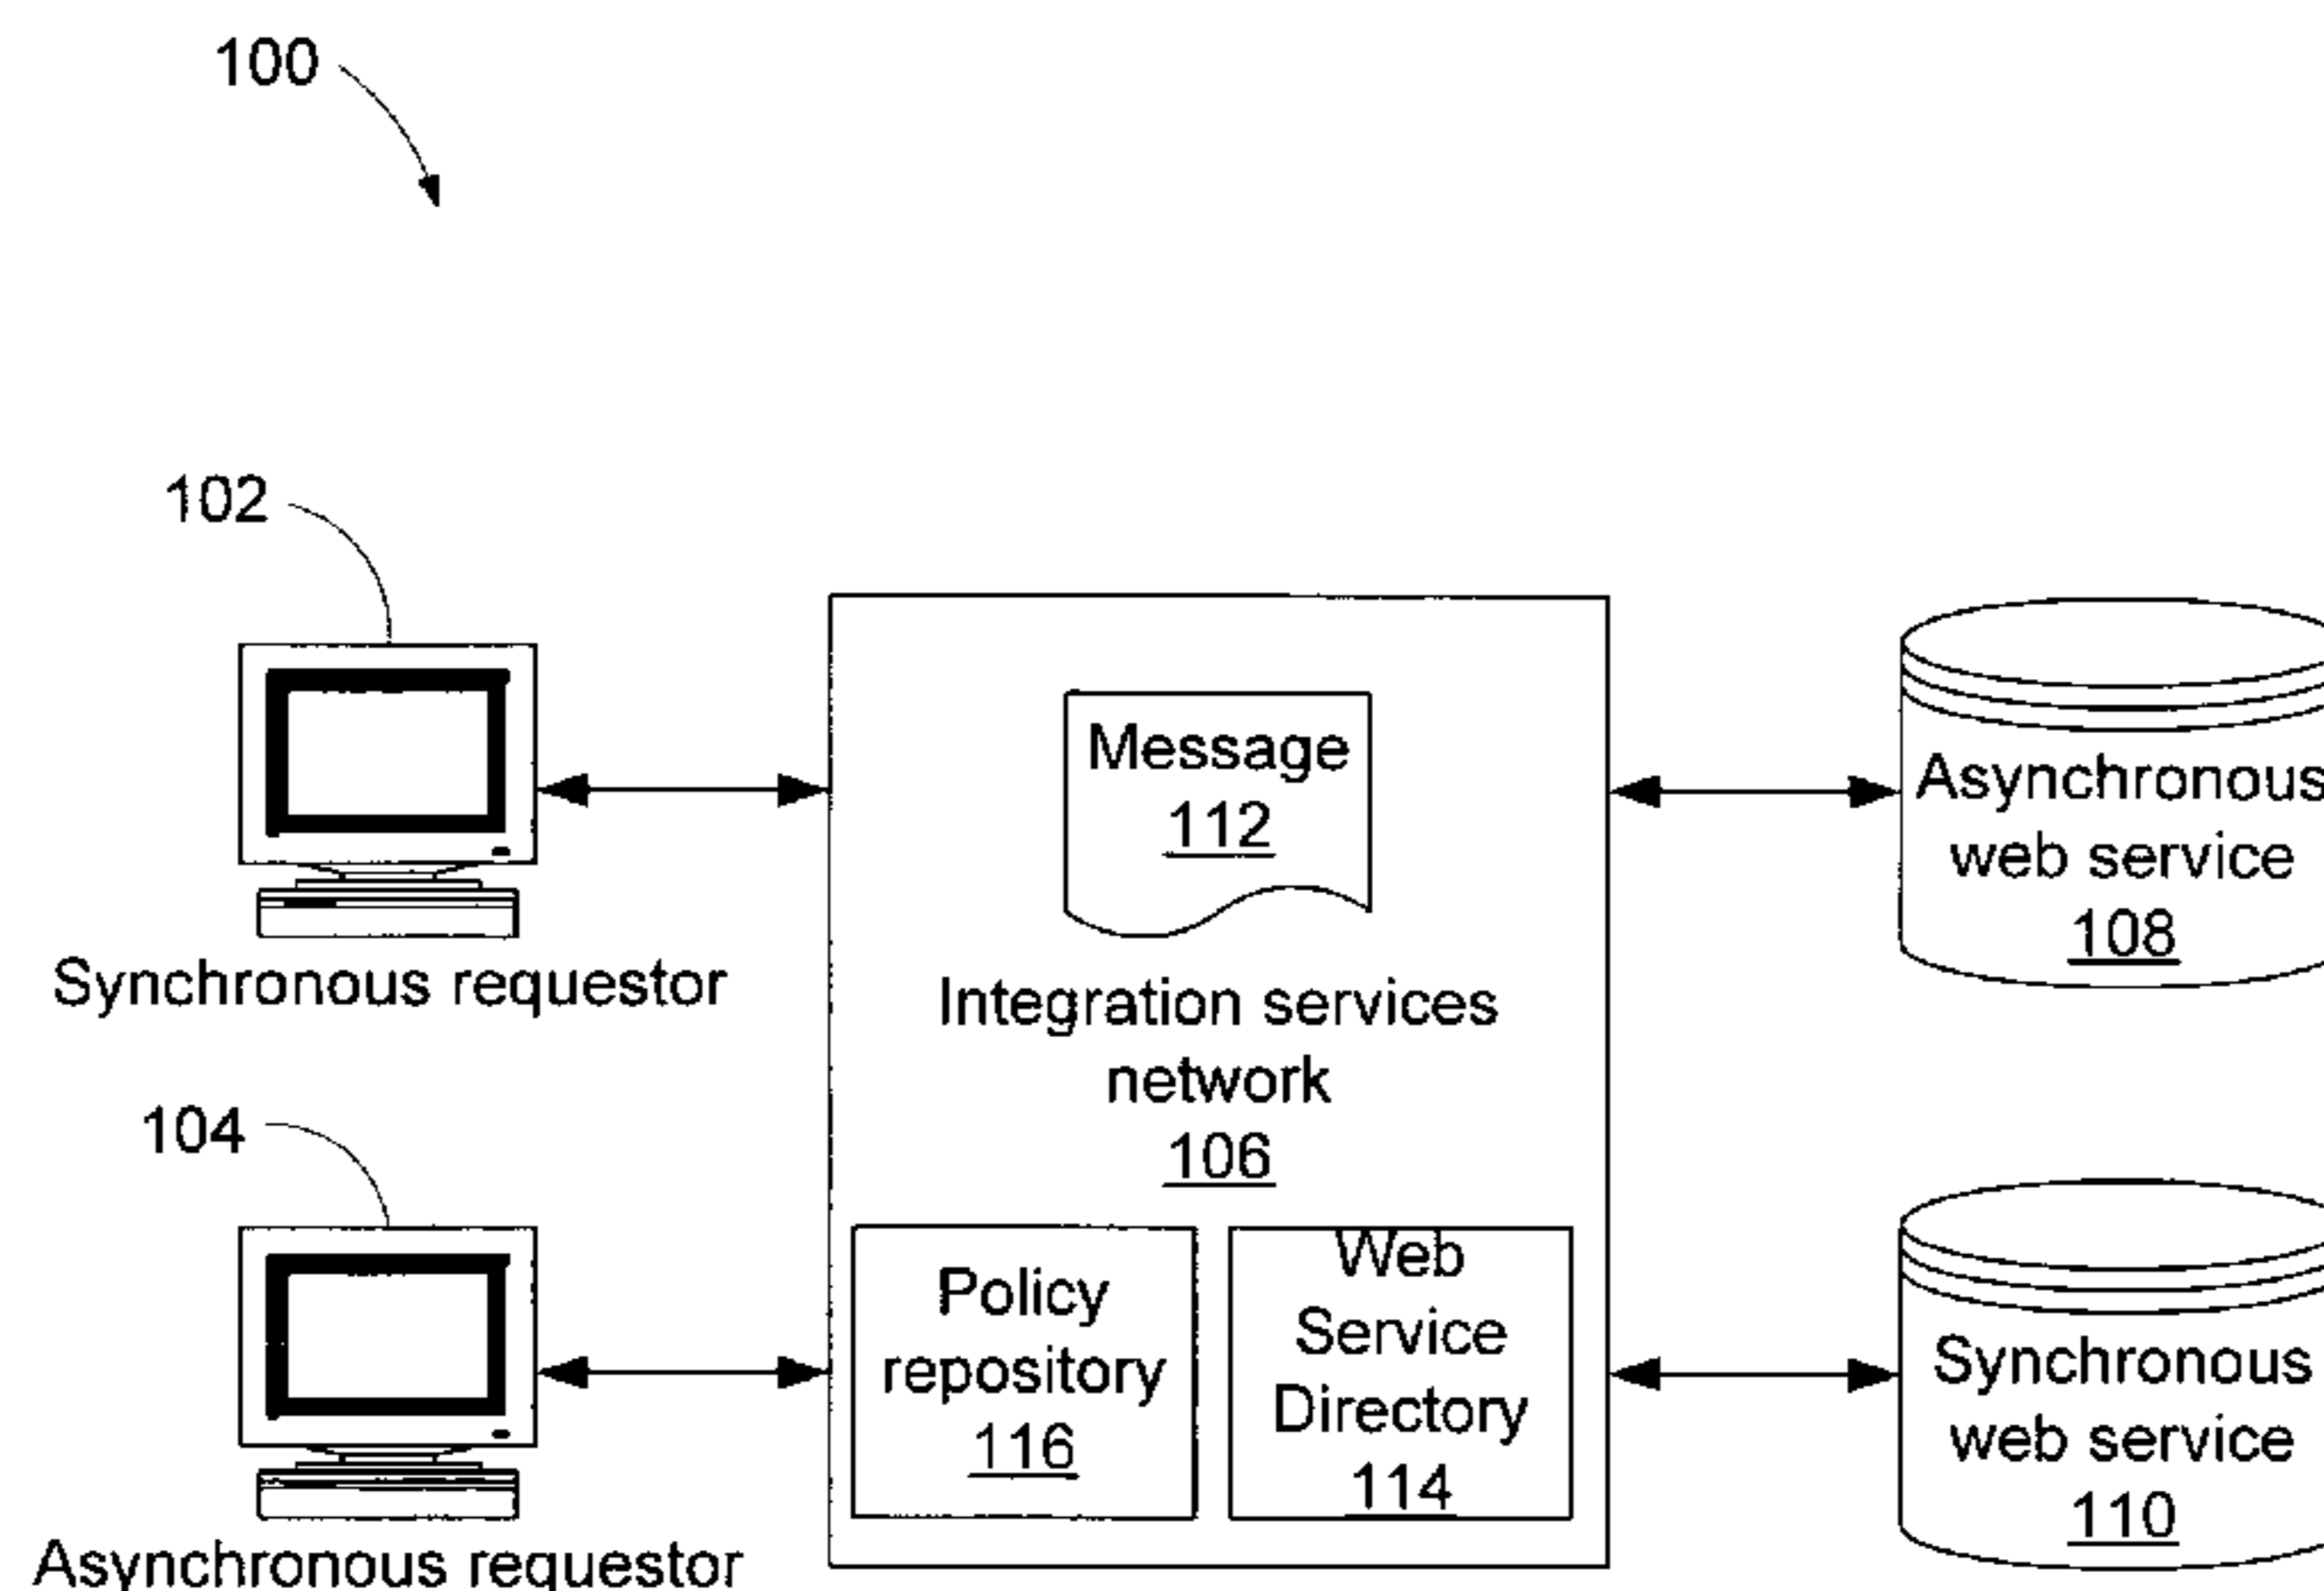 100
102
Synchronous requestor
104
Asynchronous requestor
Message
112
Integration services
network
106
Policy
repository
116
Web
Service
Directory
114
Asynchronous
web service
108
Synchronous
web service
110